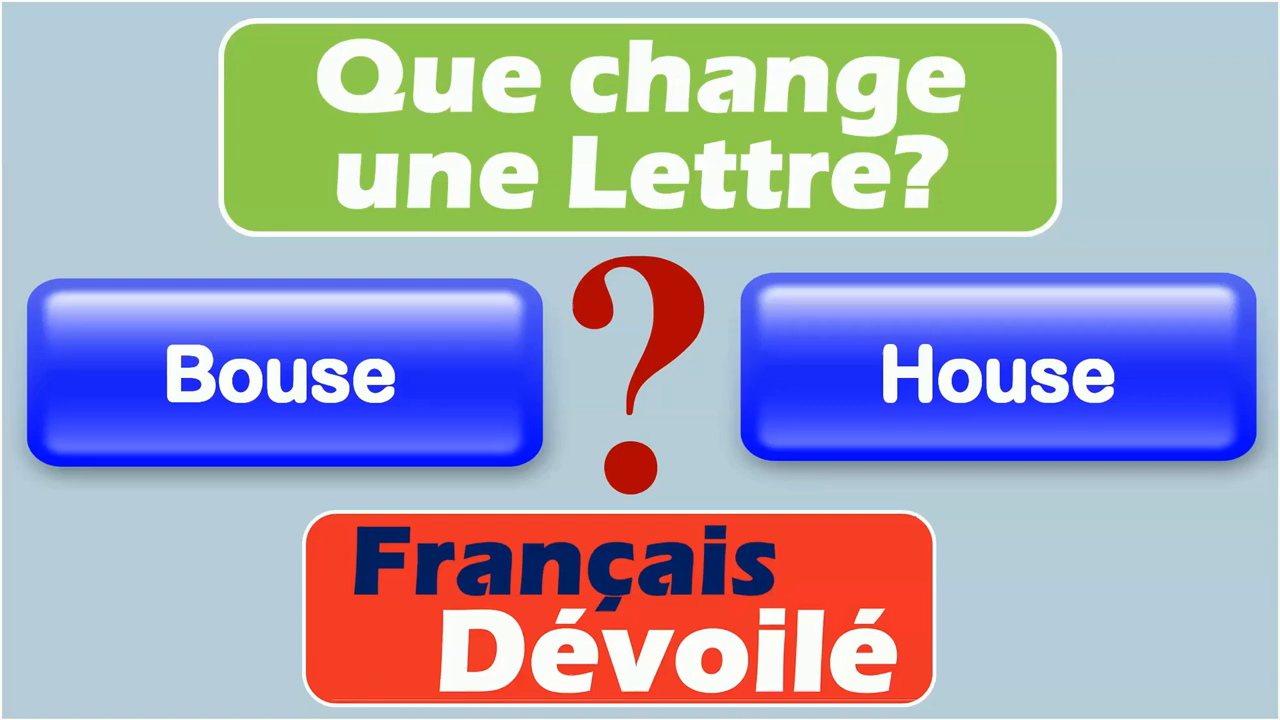 Que change
une Lettre?
Bouse
?
House
Français
Dévoilé